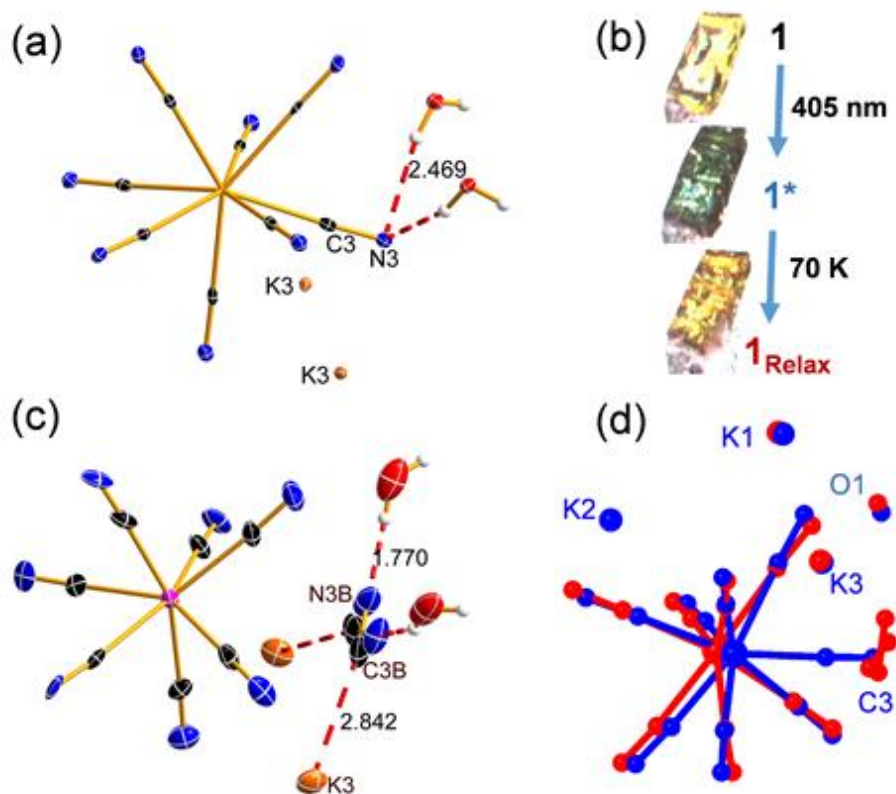 (a)
2.469
C3
N3
K3
K3
(b)
1
405 nm
1*
70 K
1Relax
(c)
1.770
N3B
C3B
2.842
K3
(d)
K1
O1
K2
K3
C3